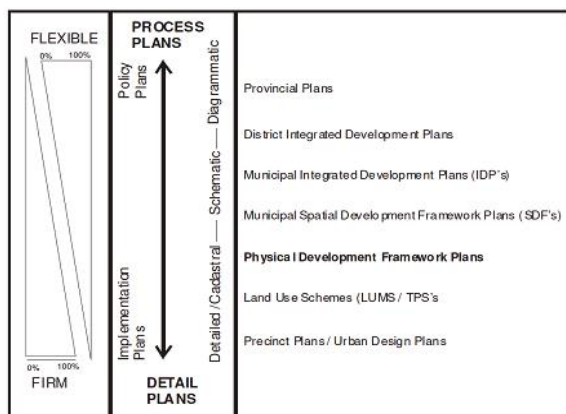 FLEXIBLE
0% 100%
0% 100%
FIRM
PROCESS
PLANS
Policy
Plans
Implementation
Plans
DETAIL
PLANS
Detailed/Cadastral — Schematic — Diagrammatic
Provincial Plans
District Integrated Development Plans
Municipal Integrated Development Plans (IDP's)
Municipal Spatial Development Framework Plans (SDF's)
Physical Development Framework Plans
Land Use Schemes (LUMS / TPS's
Precinct Plans / Urban Design Plans